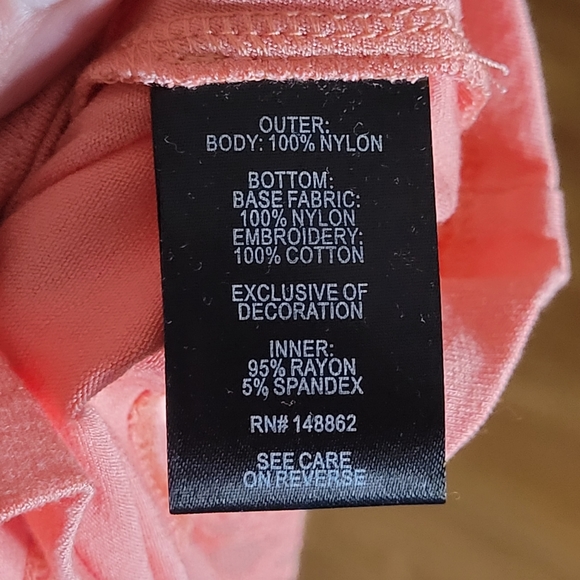 OUTER:
BODY: 100% NYLON
BOTTOM:
BASE FABRIC:
100% NYLON
EMBROIDERY:
100% COTTON
EXCLUSIVE OF
DECORATION
INNER:
95% RAYON
5% SPANDEX
RN# 148862
SEE CARE
ON REVERSE